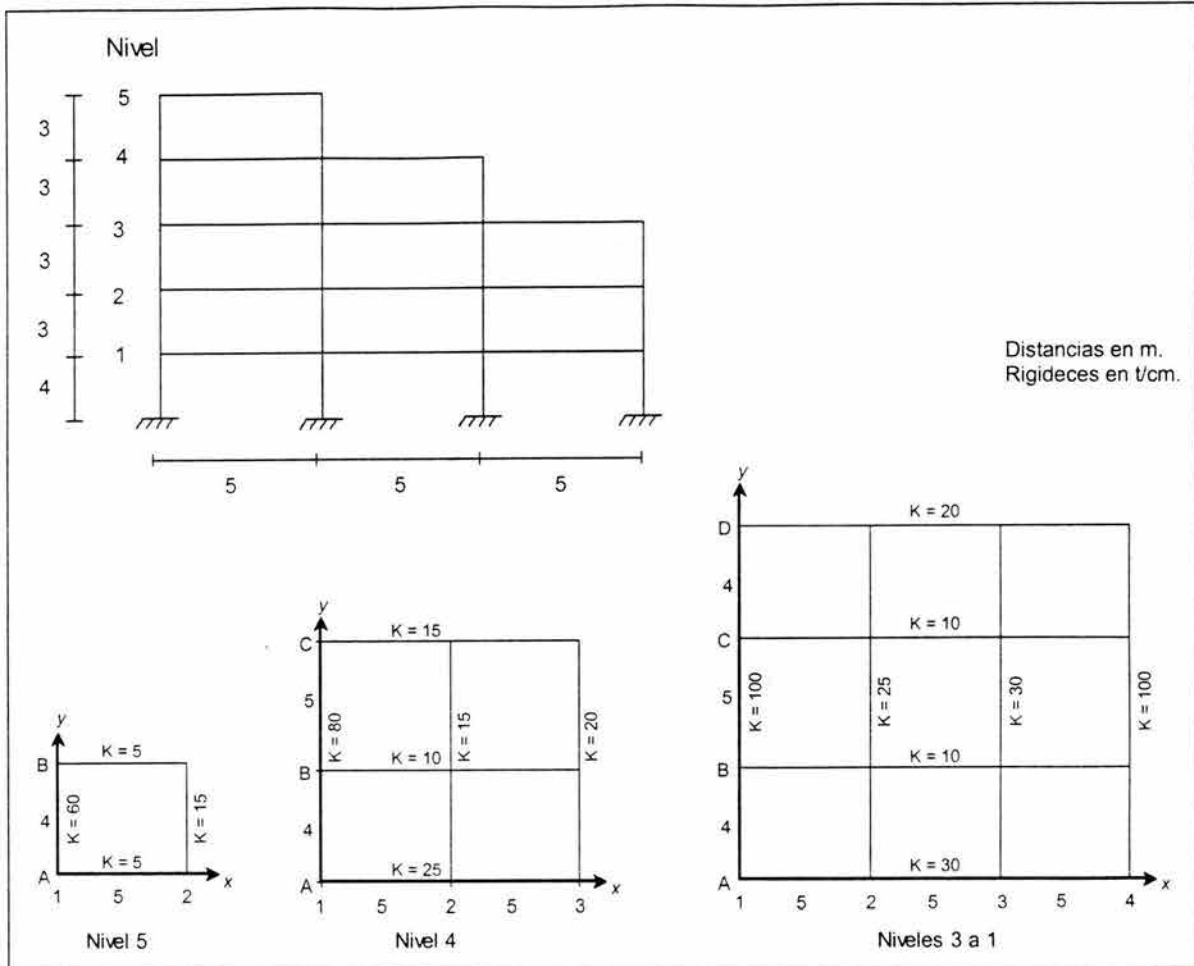 Nivel
5
3
4
3
3
3
2
3
1
4
5 5 5
Distancias en m.
Rigideces en t/cm.
y
B
K = 5
4
K = 60
K = 15
A
K = 5
x
1 5 2
Nivel 5
y
C
K = 15
5
K = 80
K = 15
K = 20
B
K = 10
4
A
K = 25
x
1 5 2 5 3
Nivel 4
y
D
K = 20
4
C
K = 10
5
K = 100
K = 25
K = 30
K = 100
B
K = 10
4
A
K = 30
x
1 5 2 5 3 5 4
Niveles 3 a 1